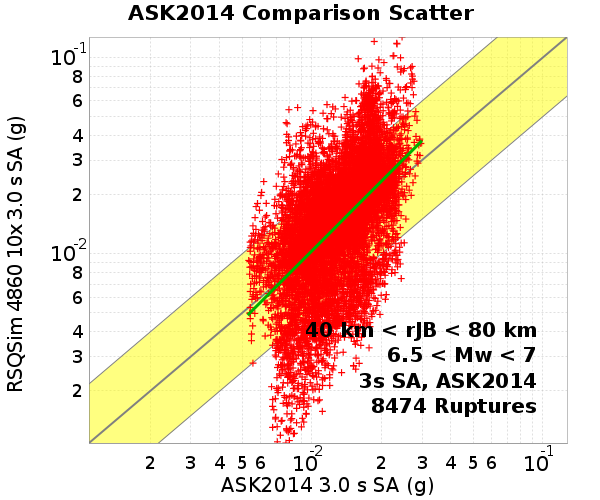 ASK2014 Comparison Scatter
RSQSim 4860 10x 3.0 s SA (g)
10-1
8
6
4
3
2
10-2
8
6
4
3
2
40 km < rJB < 80 km
6.5 < Mw < 7
3s SA, ASK2014
8474 Ruptures
2 3 4 5 6 10-2 2 3 4 5 6 10-1
ASK2014 3.0 s SA (g)